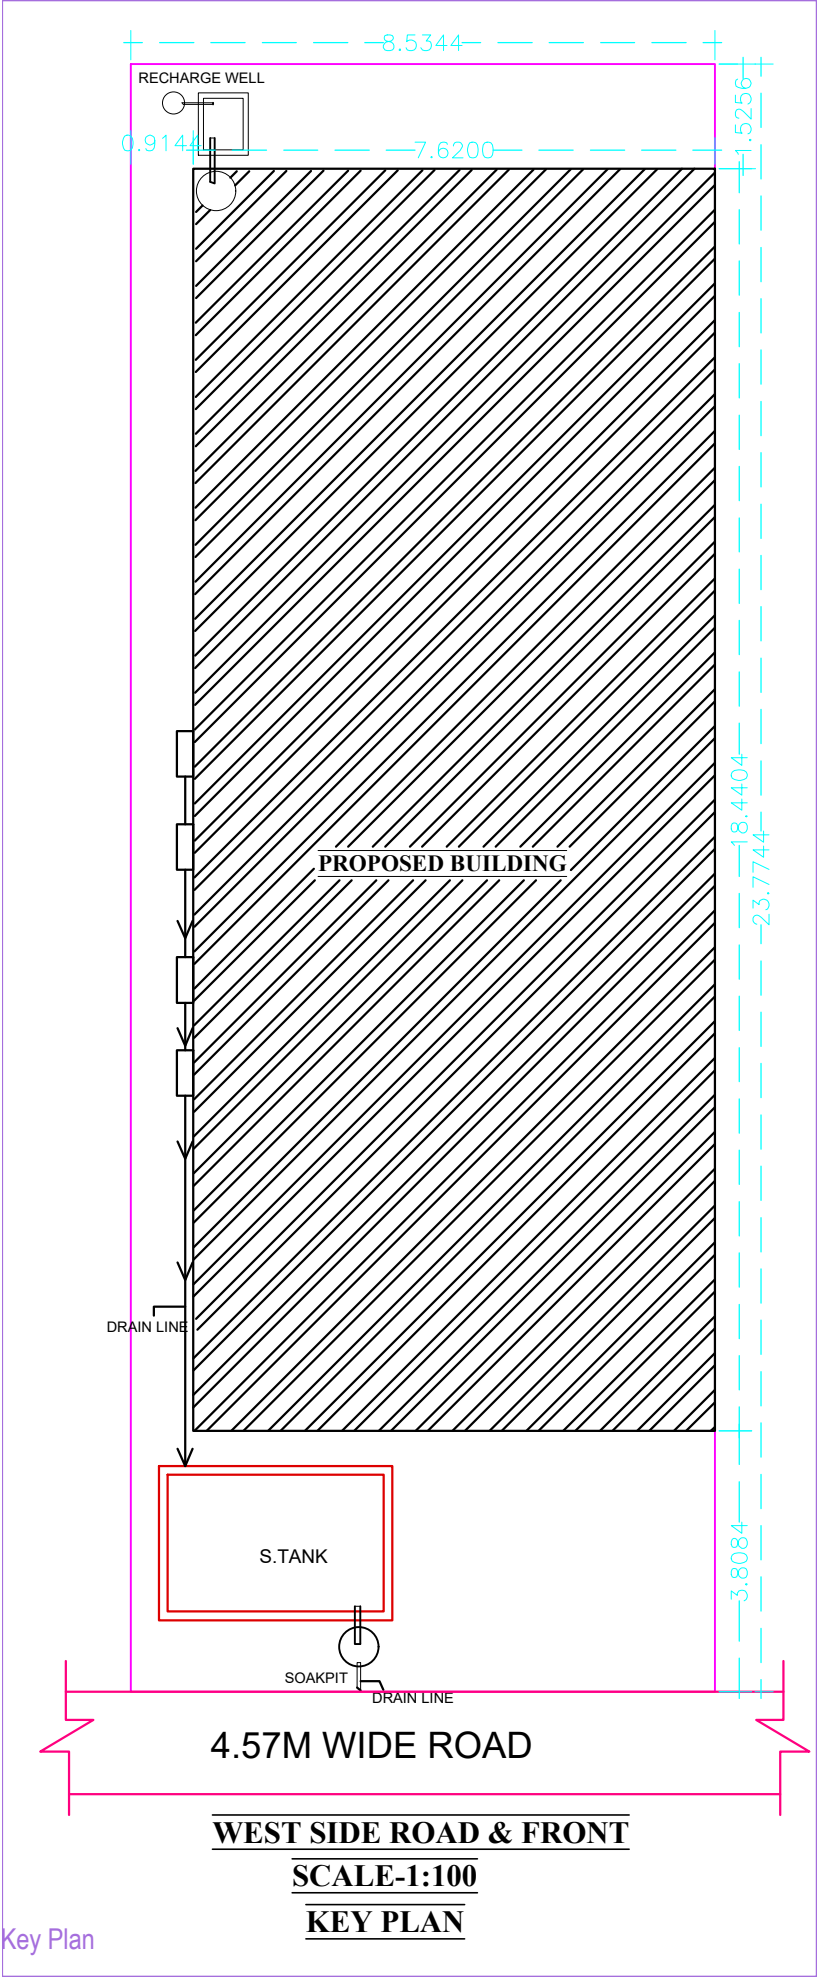 8.5344
RECHARGE WELL
1.5256
0.9144
7.6200
18.4404
23.7744
PROPOSED BUILDING
DRAIN LINE
S.TANK
3.8084
SOAKPIT
DRAIN LINE
4.57M WIDE ROAD
WEST SIDE ROAD & FRONT
SCALE-1:100
KEY PLAN
Key Plan